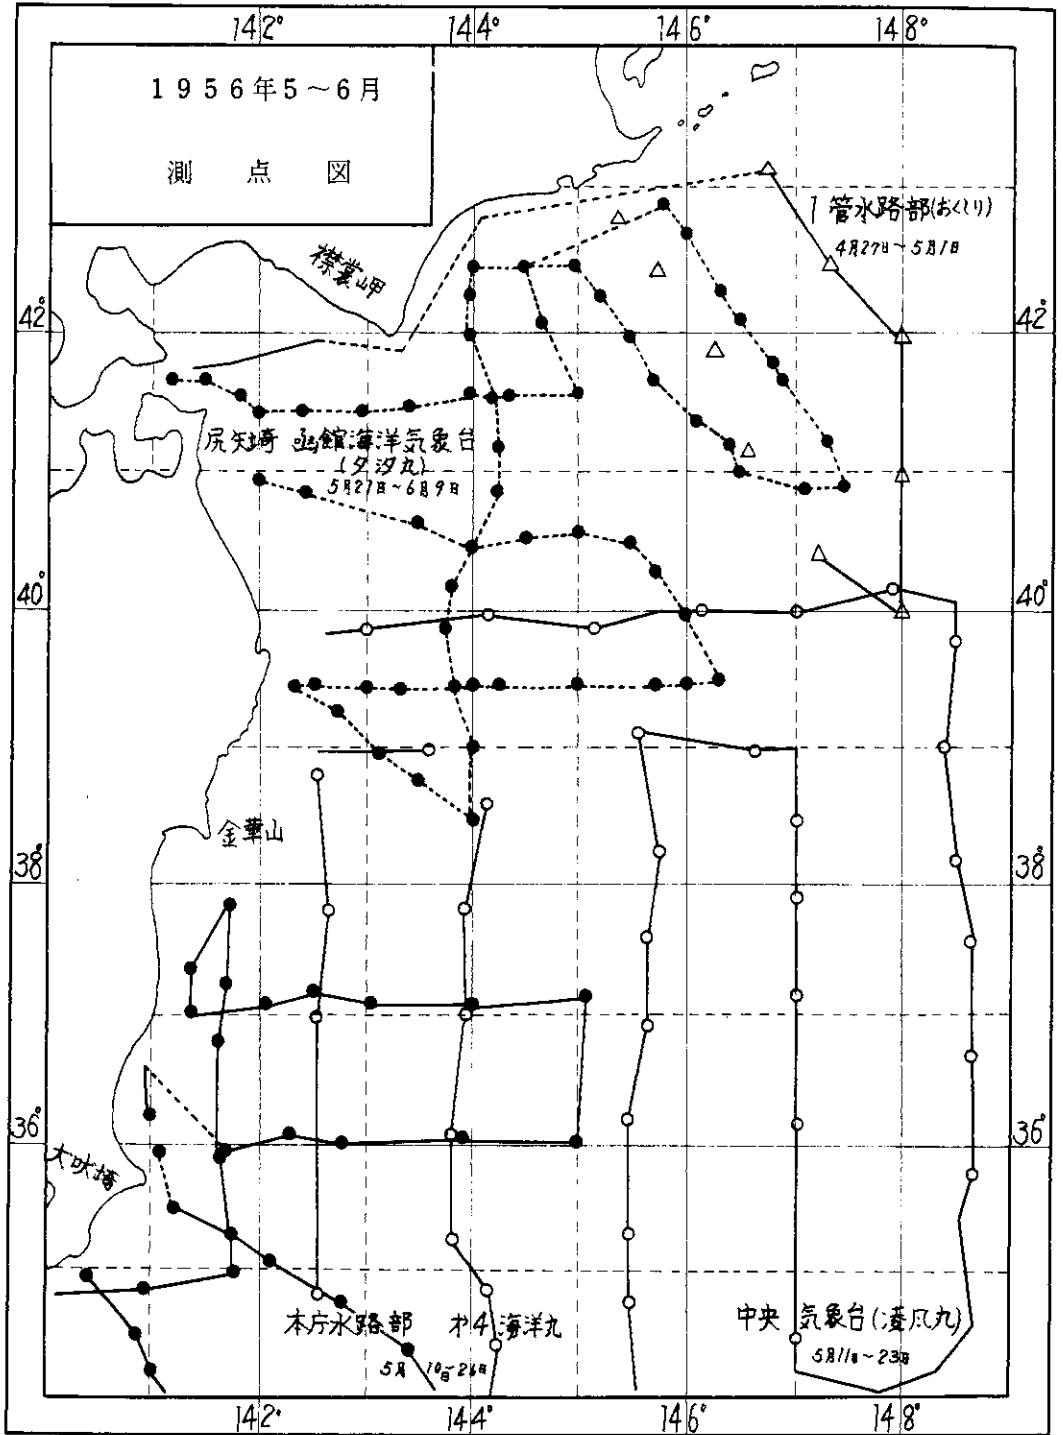 142° 144° 146° 148°
1956年5~6月
測点図
1管水路部(おくしり)
4月27日~5月1日
襟裳岬
42° 42°
尻矢埼 函館海洋気象台
(夕汐丸)
5月27日~6月9日
40° 40°
金華山
38° 38°
36° 36°
犬吠埼
本庁水路部 オ4海洋丸
5月10日~26日
中央気象台(凌風丸)
5月11日~23日
142° 144° 146° 148°